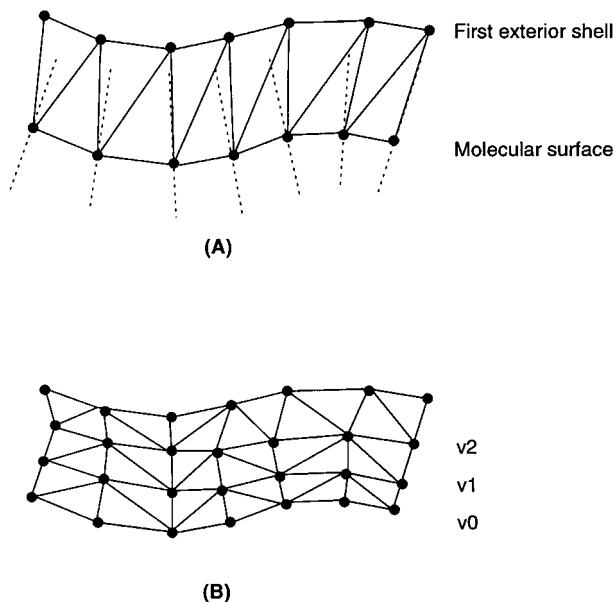 First exterior shell
Molecular surface
(A)
v2
v1
v0
(B)